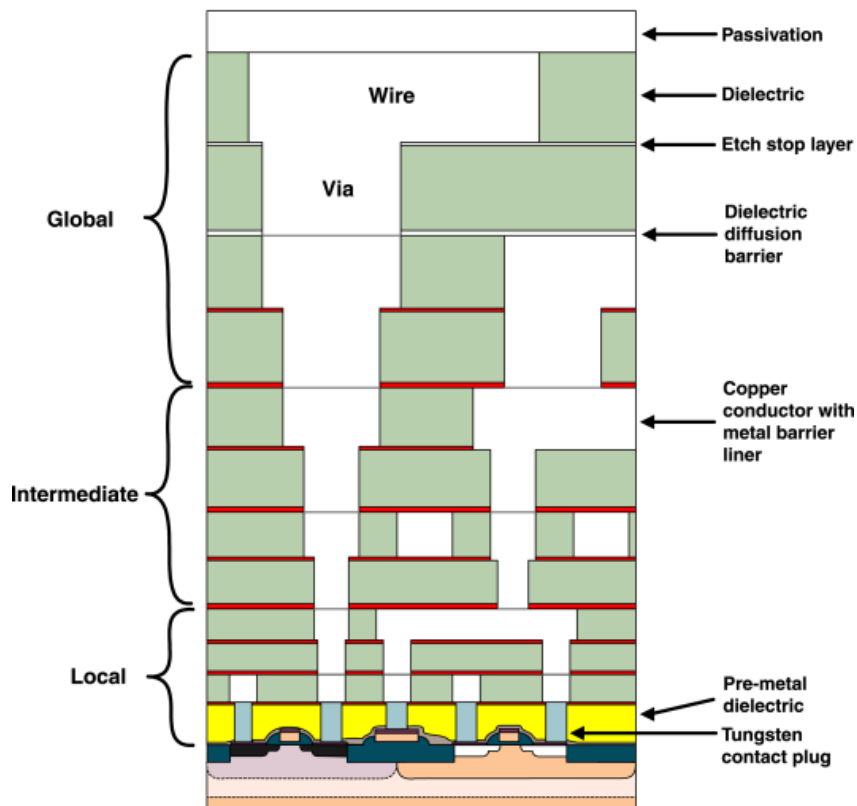 Passivation
Wire
Dielectric
Etch stop layer
Via
Global
Dielectric
diffusion
barrier
Copper
conductor with
metal barrier
liner
Intermediate
Local
Pre-metal
dielectric
Tungsten
contact plug